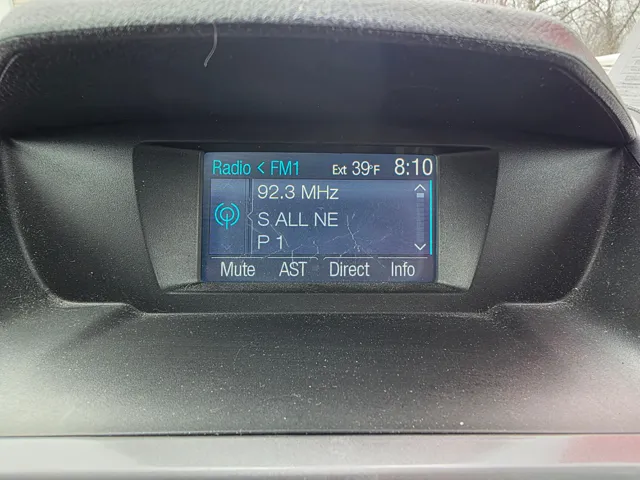 Radio < FM1 Ext 39°F 8:10
92.3 MHz
S ALL NE
P 1
Mute AST Direct Info